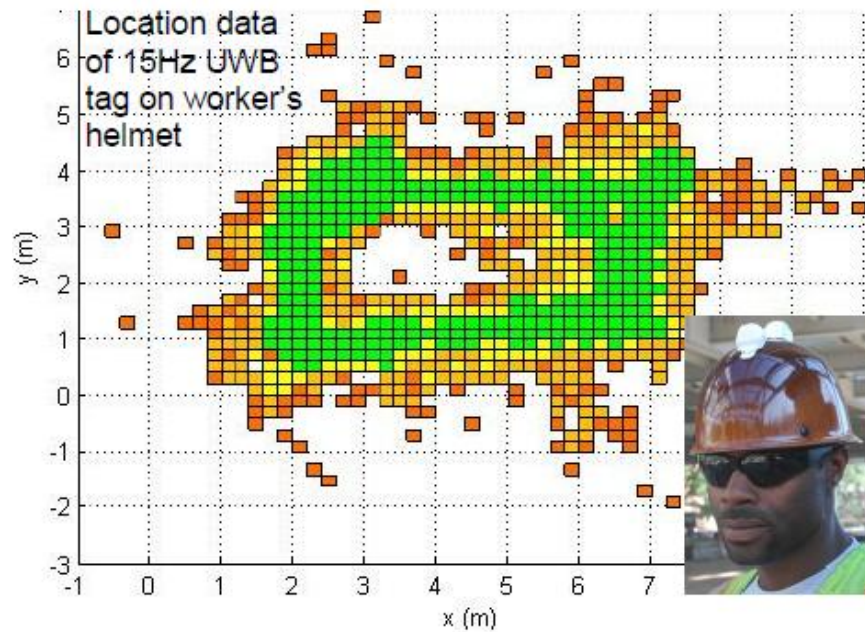 Location data
of 15Hz UWB
tag on worker's
helmet
6
5
4
3
2
1
0
-1
-2
-3
y (m)
-1 0 1 2 3 4 5 6 7
x (m)